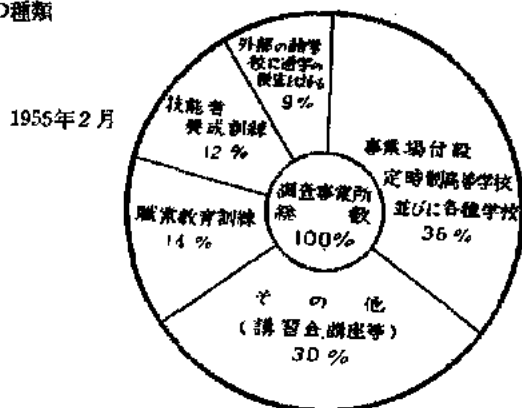 の種類
1956年2月
外部の諸学
校に通学の
便宜をはかる
9%
技能者
養成訓練
12 %
職業教育訓練
14 %
事業場付設
定時制高等学校
並びに各種学校
36 %
調査事業所
総 数
100%
そ の 他
(講習会、講座等)
30 %